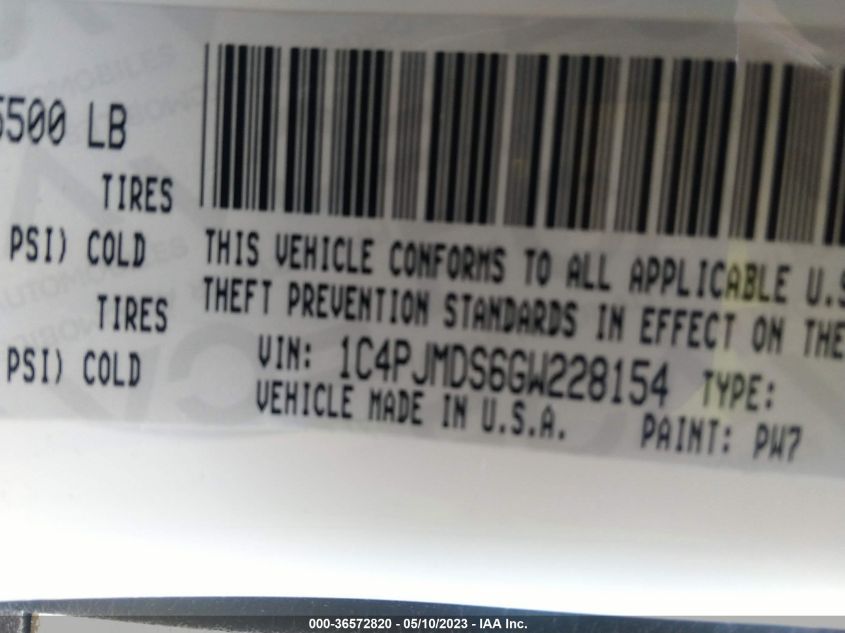 5500 LB
TIRES
PSI) COLD
TIRES
PSI) COLD
THIS VEHICLE CONFORMS TO ALL APPLICABLE U.S
THEFT PREVENTION STANDARDS IN EFFECT ON THE
VIN: 1C4PJMDS6GW228154 TYPE:
VEHICLE MADE IN U.S.A. PAINT: PW7
000-36572820 - 05/10/2023 - IAA Inc.